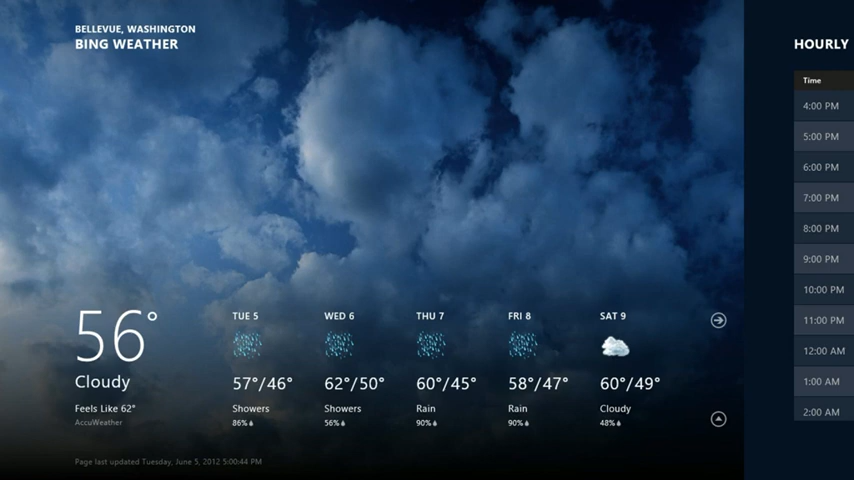 BELLEVUE, WASHINGTON
BING WEATHER
56°
Cloudy
Feels Like 62°
AccuWeather
TUE 5
57°/46°
Showers
86%
WED 6
62°/50°
Showers
56%
THU 7
60°/45°
Rain
90%
FRI 8
58°/47°
Rain
90%
SAT 9
60°/49°
Cloudy
48%
Page last updated Tuesday, June 5, 2012 5:00:44 PM
HOURLY
Time
4:00 PM
5:00 PM
6:00 PM
7:00 PM
8:00 PM
9:00 PM
10:00 PM
11:00 PM
12:00 AM
1:00 AM
2:00 AM